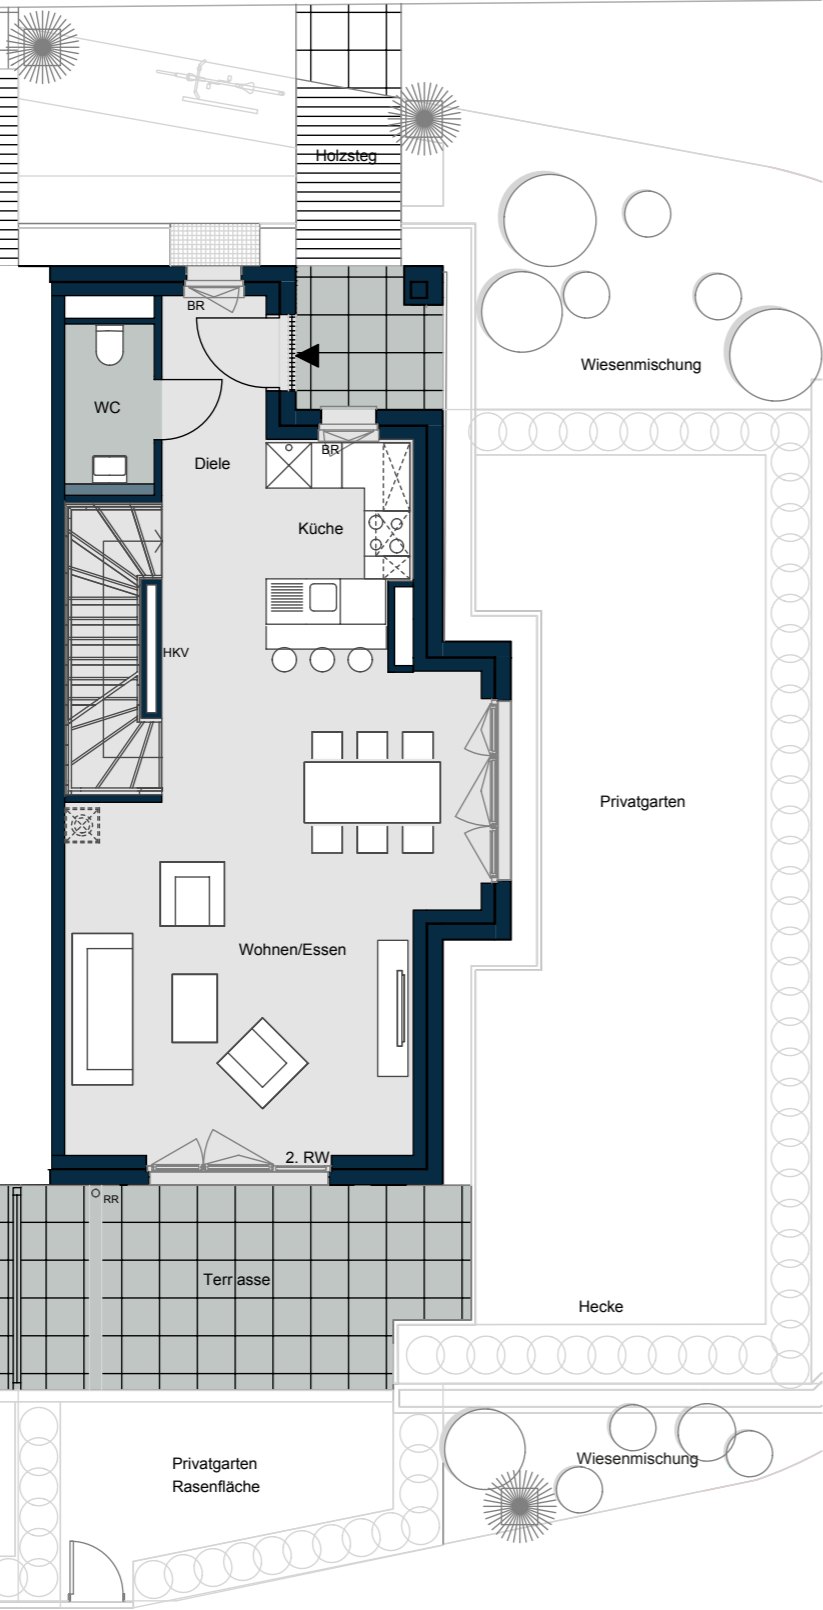 Holzsteg
BR
Wiesenmischung
WC
BR
Diele
Küche
HKV
Privatgarten
Wohnen/Essen
2. RW
RR
Terrasse
Hecke
Privatgarten
Rasenfläche
Wiesenmischung